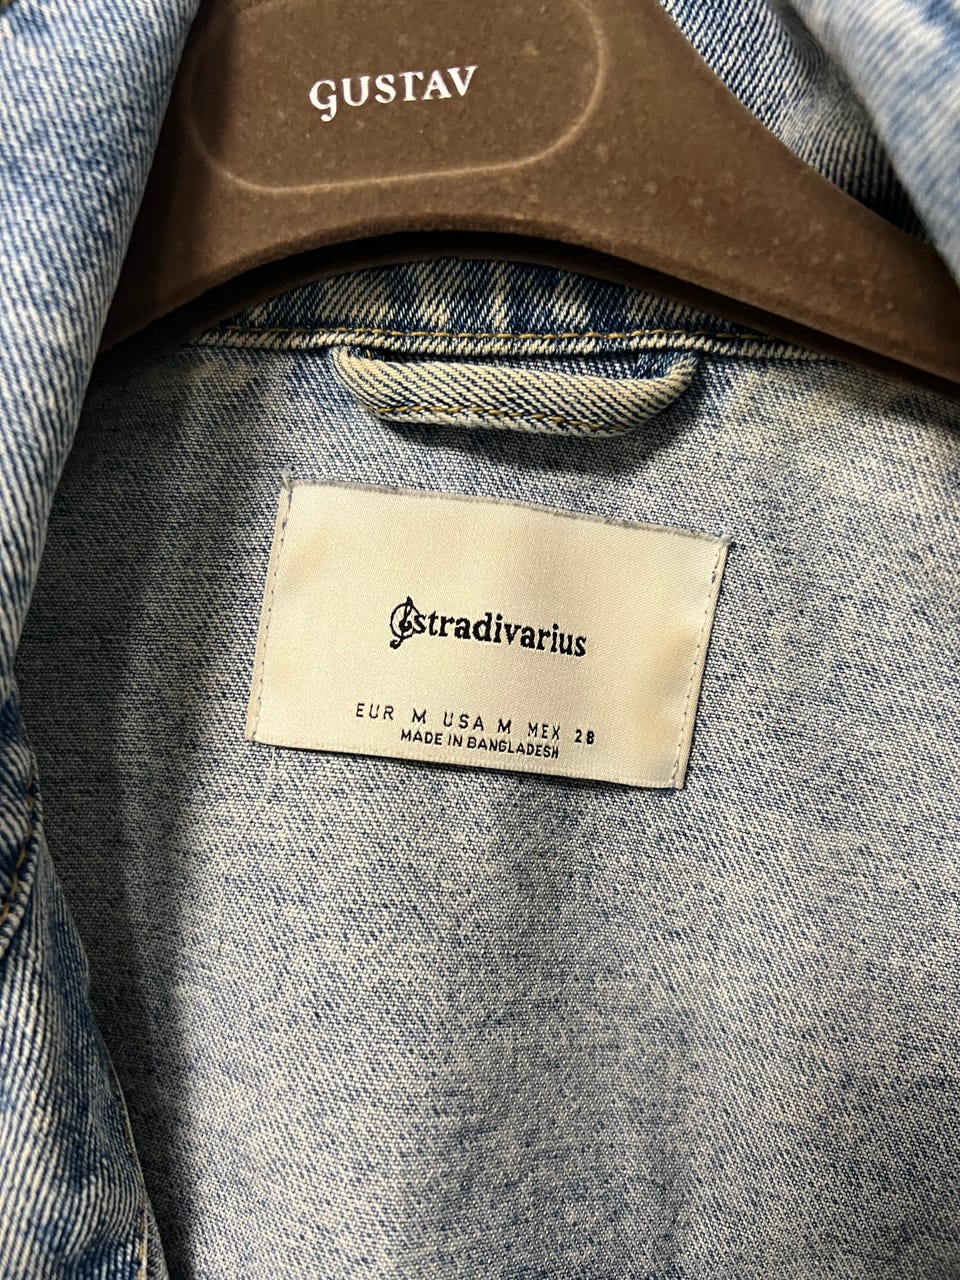 GUSTAV
stradivarius
EUR M USA M MEX 28
MADE IN BANGLADESH